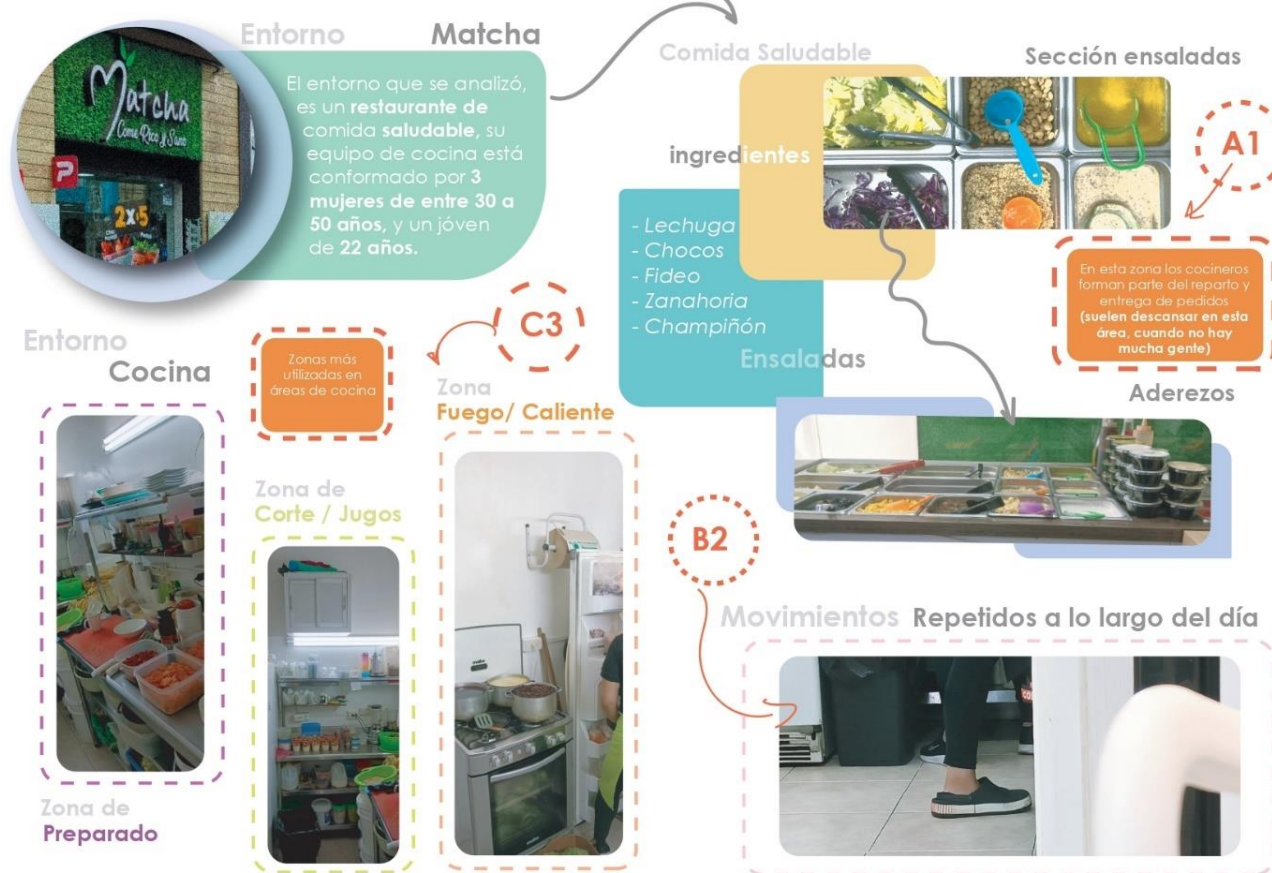 Entorno Matcha
El entorno que se analizó,
es un restaurante de
comida saludable, su
equipo de cocina está
conformado por 3
mujeres de entre 30 a
50 años, y un jóven
de 22 años.
Matcha
Come Rico y Sano
P
2x5
Comida Saludable
Sección ensaladas
ingredientes
- Lechuga
- Chocos
- Fideo
- Zanahoria
- Champiñón
Ensaladas
A1
En esta zona los cocineros
forman parte del reparto y
entrega de pedidos
(suelen descansar en esta
área, cuando no hay
mucha gente)
Aderezos
Entorno
Cocina
Zonas más
utilizadas en
áreas de cocina
C3
Zona
Fuego/ Caliente
Zona de
Corte / Jugos
Zona de
Preparado
B2
Movimientos Repetidos a lo largo del día